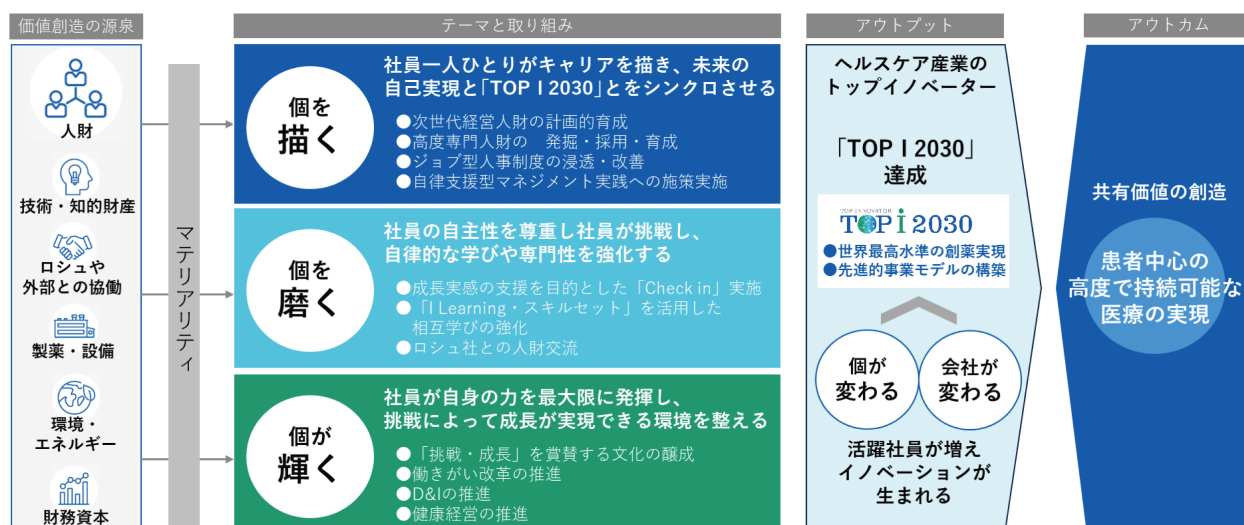 価値創造の源泉
人財
技術・知的財産
ロシュや
外部との協働
製薬・設備
環境・
エネルギー
財務資本
マテリアリティ
テーマと取り組み
個を
描く
社員一人ひとりがキャリアを描き、未来の
自己実現と「TOP I 2030」とをシンクロさせる
●次世代経営人財の計画的育成
●高度専門人財の 発掘・採用・育成
●ジョブ型人事制度の浸透・改善
●自律支援型マネジメント実践への施策実施
個を
磨く
社員の自主性を尊重し社員が挑戦し、
自律的な学びや専門性を強化する
●成長実感の支援を目的とした「Check in」実施
●「I Learning・スキルセット」を活用した
相互学びの強化
●ロシュ社との人財交流
個が
輝く
社員が自身の力を最大限に発揮し、
挑戦によって成長が実現できる環境を整える
●「挑戦・成長」を賞賛する文化の醸成
●働きがい改革の推進
●D&Iの推進
●健康経営の推進
アウトプット
ヘルスケア産業の
トップイノベーター
「TOP I 2030」
達成
TOP INNOVATOR
TOP i 2030
●世界最高水準の創薬実現
●先進的事業モデルの構築
個が
変わる
会社が
変わる
活躍社員が増え
イノベーションが
生まれる
アウトカム
共有価値の創造
患者中心の
高度で持続可能な
医療の実現